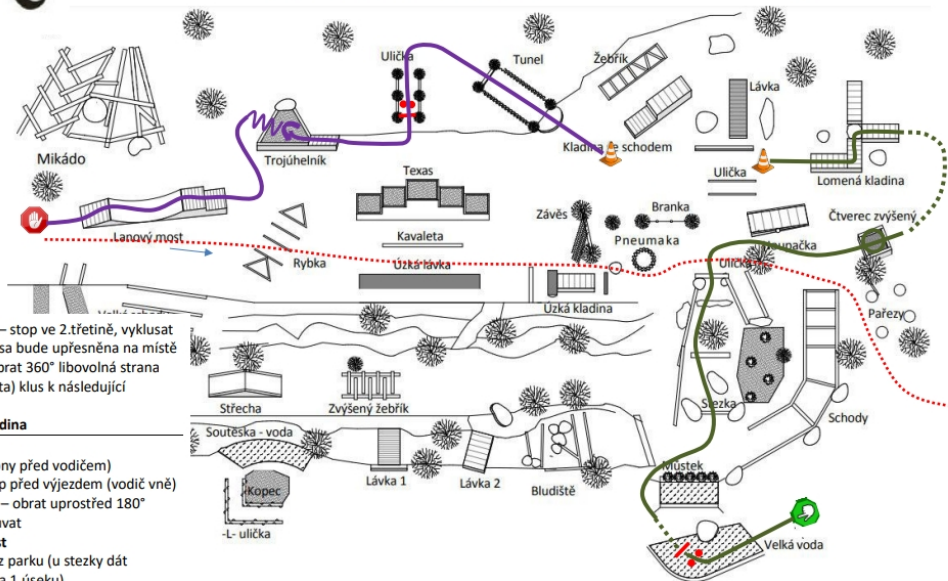 Ulička
Tunel
Žebřík
Lávka
Mikádo
Trojúhelník
Kladina se schodem
Ulička
Lomená kladina
Texas
Lanový most
Závěs
Branka
Čtverec zvýšený
Kavaleta
Pneumaka
Houpačka
Rybka
Úzká lávka
Ulička
Úzká kladina
Pařezy
– stop ve 2.třetině, vyklusat
sa bude upřesněna na místě
brat 360° libovolná strana
ta) klus k následující
Střecha
Zvýšený žebřík
Stezka
Schody
dina
Soutěska - voda
ony před vodičem)
p před výjezdem (vodič vně)
– obrat uprostřed 180°
vat
st
z parku (u stezky dát
a 1 úseku)
Kopec
Lávka 1
Lávka 2
Bludiště
Můstek
-L- ulička
Velká voda